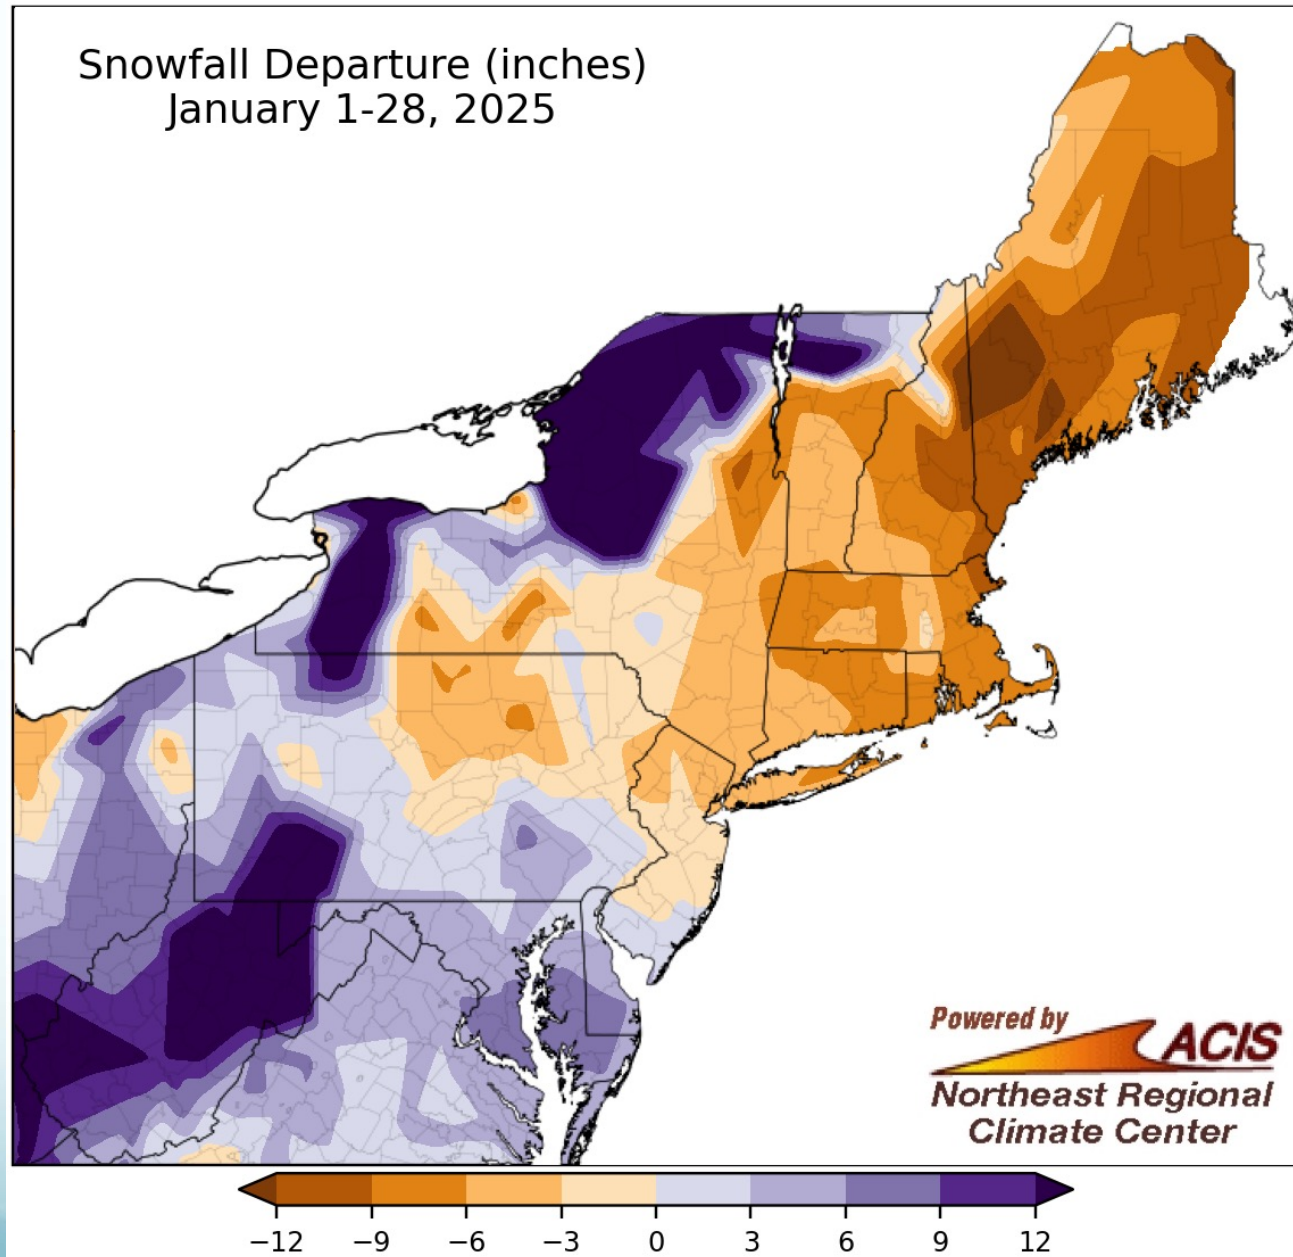 Snowfall Departure (inches)
January 1-28, 2025
Powered by
ACIS
Northeast Regional
Climate Center
−12 −9 −6 −3 0 3 6 9 12